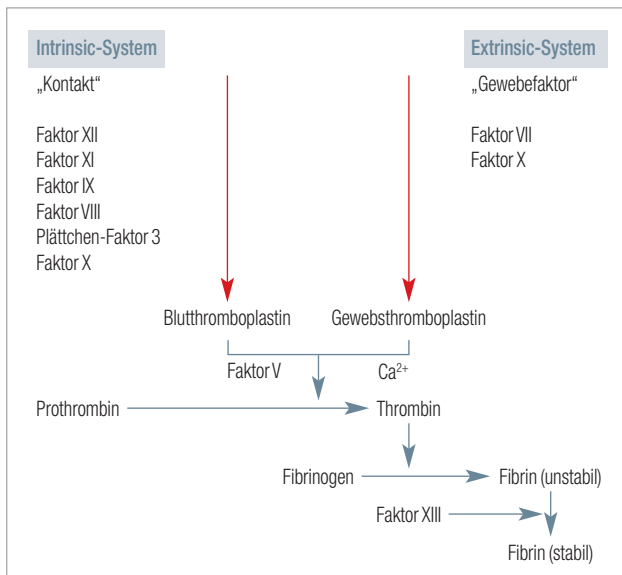 Intrinsic-System
Extrinsic-System
„Kontakt“
„Gewebefaktor“
Faktor XII
Faktor VII
Faktor XI
Faktor X
Faktor IX
Faktor VIII
Plättchen-Faktor 3
Faktor X
Blutthromboplastin
Gewebsthromboplastin
Faktor V
Ca²⁺
Prothrombin
Thrombin
Fibrinogen
Fibrin (unstabil)
Faktor XIII
Fibrin (stabil)